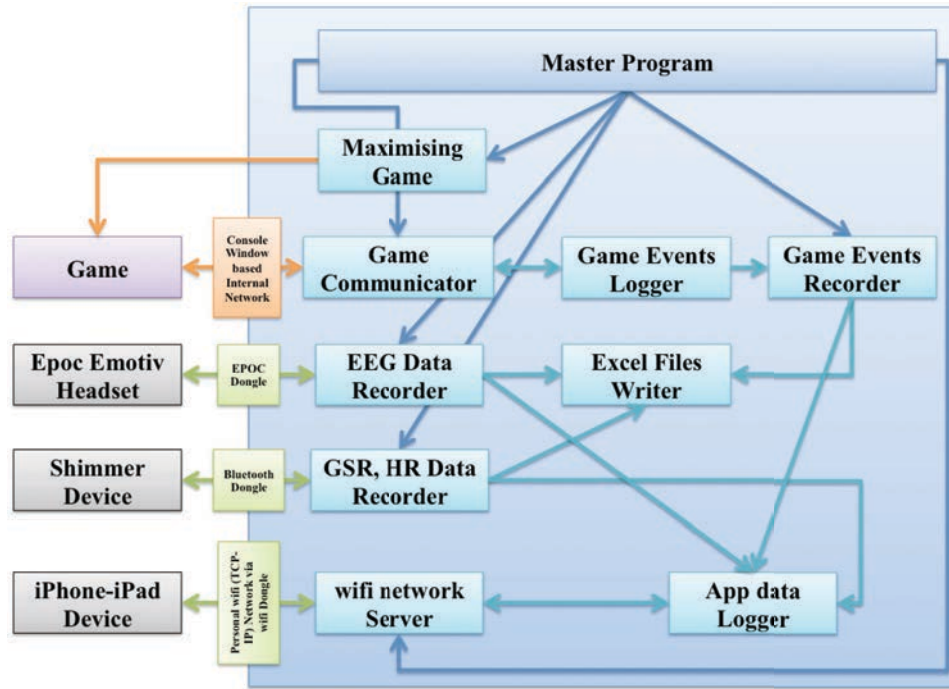 Master Program
Maximising
Game
Game
Console
Window
based
Internal
Network
Game
Communicator
Game Events
Logger
Game Events
Recorder
Epoc Emotiv
Headset
EPOC
Dongle
EEG Data
Recorder
Excel Files
Writer
Shimmer
Device
Bluetooth
Dongle
GSR, HR Data
Recorder
iPhone-iPad
Device
Personal wifi (TCP-
IP) Network via
wifi Dongle
wifi network
Server
App data
Logger